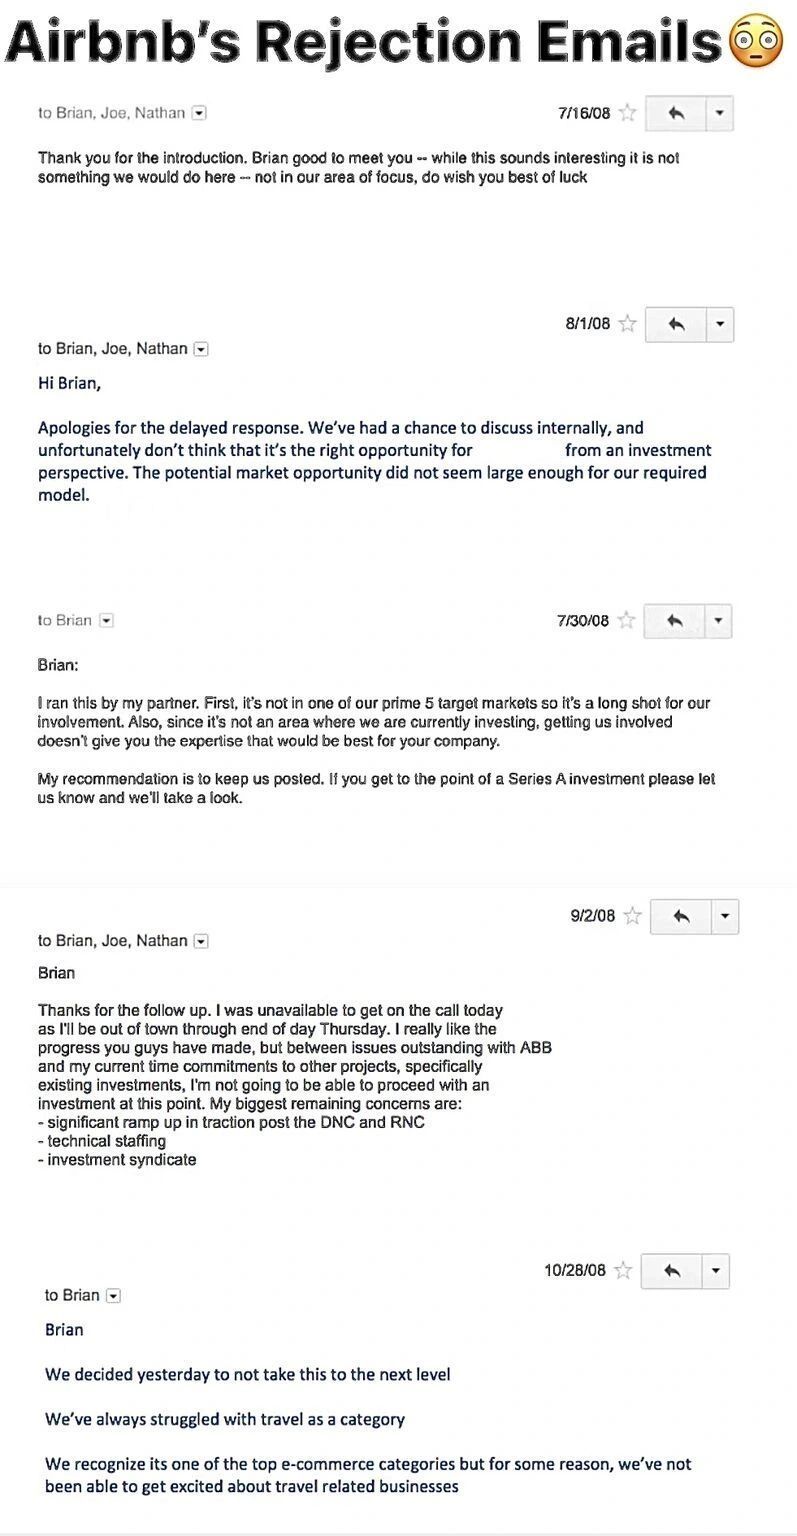 Airbnb's Rejection Emails😳
to Brian, Joe, Nathan
7/16/08
Thank you for the introduction. Brian good to meet you -- while this sounds interesting it is not
something we would do here -- not in our area of focus, do wish you best of luck
8/1/08
to Brian, Joe, Nathan
Hi Brian,
Apologies for the delayed response. We've had a chance to discuss internally, and
unfortunately don't think that it's the right opportunity for from an investment
perspective. The potential market opportunity did not seem large enough for our required
model.
to Brian
7/30/08
Brian:
I ran this by my partner. First, it's not in one of our prime 5 target markets so it's a long shot for our
involvement. Also, since it's not an area where we are currently investing, getting us involved
doesn't give you the expertise that would be best for your company.
My recommendation is to keep us posted. If you get to the point of a Series A investment please let
us know and we'll take a look.
9/2/08
to Brian, Joe, Nathan
Brian
Thanks for the follow up. I was unavailable to get on the call today
as I'll be out of town through end of day Thursday. I really like the
progress you guys have made, but between issues outstanding with ABB
and my current time commitments to other projects, specifically
existing investments, I'm not going to be able to proceed with an
investment at this point. My biggest remaining concerns are:
- significant ramp up in traction post the DNC and RNC
- technical staffing
- investment syndicate
10/28/08
to Brian
Brian
We decided yesterday to not take this to the next level
We've always struggled with travel as a category
We recognize its one of the top e-commerce categories but for some reason, we've not
been able to get excited about travel related businesses